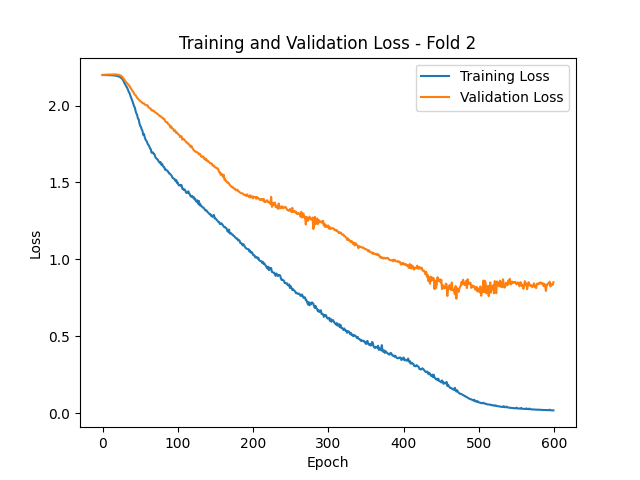 Training and Validation Loss - Fold 2
Training Loss
Validation Loss
2.0
1.5
1.0
0.5
0.0
Loss
0 100 200 300 400 500 600
Epoch